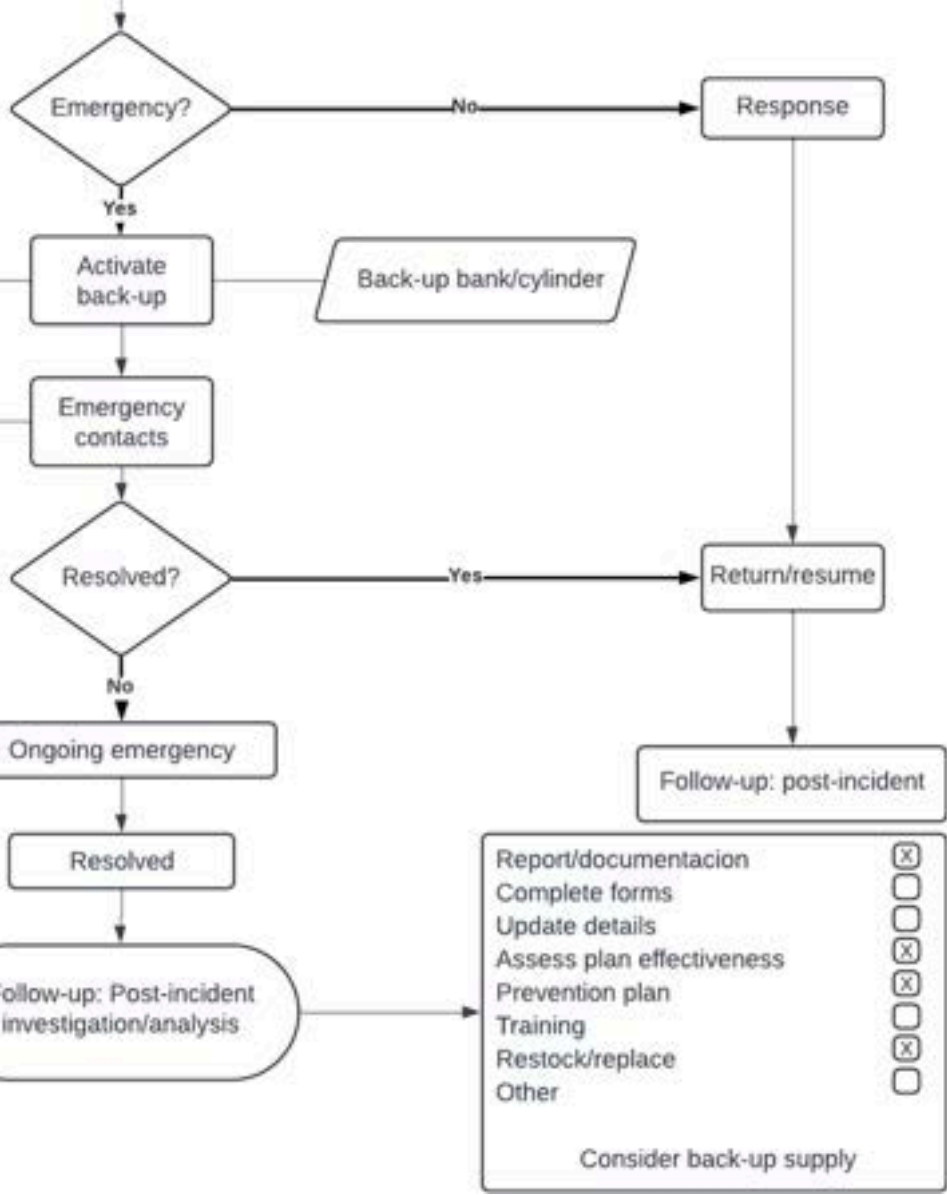 Emergency?
No
Response
Yes
Activate
back-up
Back-up bank/cylinder
Emergency
contacts
Resolved?
Yes
Return/resume
No
Ongoing emergency
Follow-up: post-incident
Resolved
Report/documentacion X
Complete forms
Update details
Assess plan effectiveness X
Prevention plan X
Training
Restock/replace X
Other
ollow-up: Post-incident
investigation/analysis
Consider back-up supply